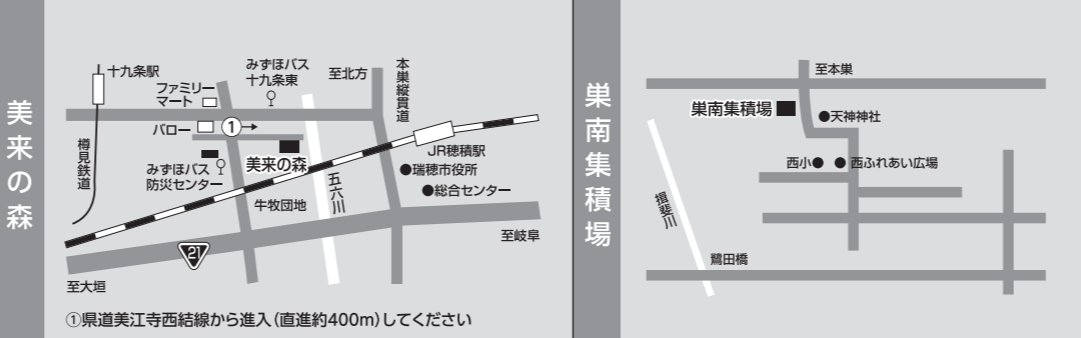 美来の森
十九条駅
ファミリー
マート
みずほバス
十九条東
至北方
本巣縦貫道
バロー
①
樽見鉄道
みずほバス
防災センター
美来の森
JR穂積駅
瑞穂市役所
総合センター
五六川
牛牧団地
21
至岐阜
至大垣
①県道美江寺西結線から進入(直進約400m)してください
巣南集積場
至本巣
巣南集積場
天神神社
西小
西ふれあい広場
揖斐川
鷺田橋